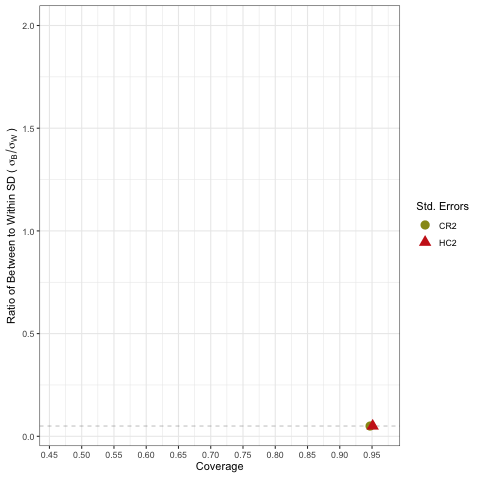 2.0
1.5
1.0
0.5
0.0
Ratio of Between to Within SD ( σB/σW )
0.45 0.50 0.55 0.60 0.65 0.70 0.75 0.80 0.85 0.90 0.95
Coverage
Std. Errors
CR2
HC2